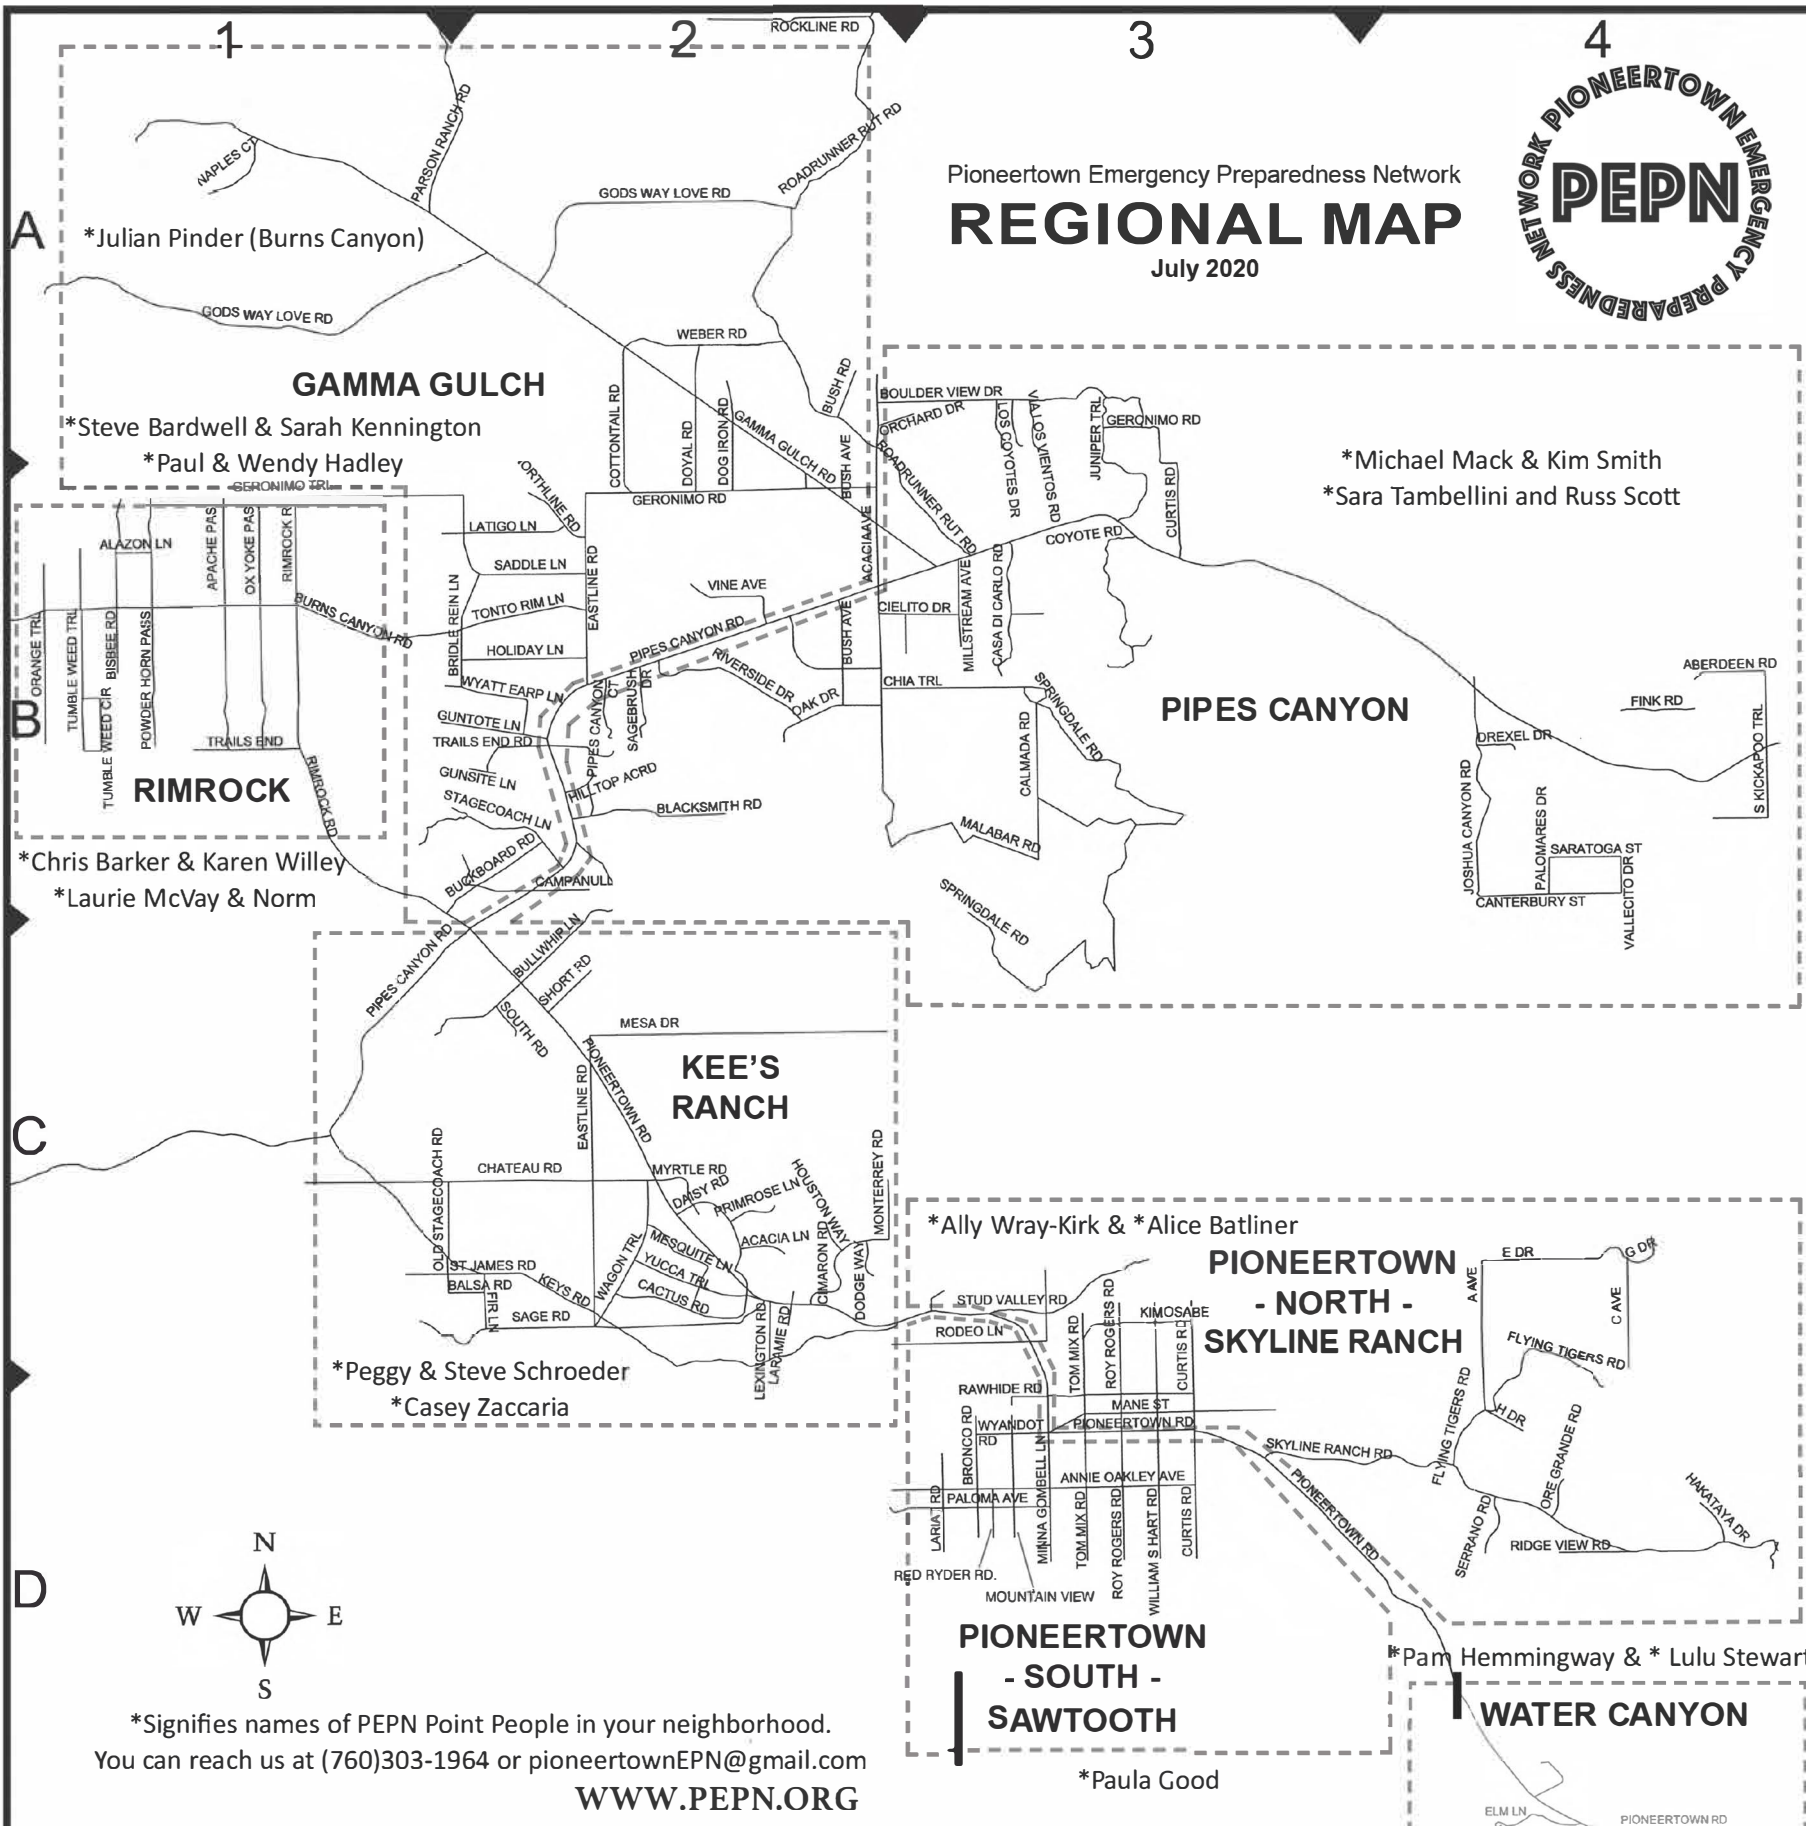 1
2
3
4
ROCKLINE RD
PARSON RANCH RD
NAPLES CT
ROADRUNNER RUT RD
GODS WAY LOVE RD
Pioneertown Emergency Preparedness Network
REGIONAL MAP
July 2020
PIONEERTOWN EMERGENCY PREPAREDNESS NETWORK
PEPN
A
*Julian Pinder (Burns Canyon)
GODS WAY LOVE RD
WEBER RD
GAMMA GULCH
*Steve Bardwell & Sarah Kennington
*Paul & Wendy Hadley
COTTONTAIL RD
DOYAL RD
DOG IRON RD
GAMMA GULCH RD
BUSH RD
BUSH AVE
BOULDER VIEW DR
ORCHARD DR
LOS COYOTES DR
VIA LOS VIENTOS RD
JUNIPER TRL
GERONIMO RD
CURTIS RD
ROADRUNNER RUT RD
*Michael Mack & Kim Smith
*Sara Tambellini and Russ Scott
GERONIMO TRL
GERONIMO RD
ORTHLINE RD
LATIGO LN
SADDLE LN
TONTO RIM LN
HOLIDAY LN
BRIDLE REIN LN
EASTLINE RD
WYATT EARP LN
GUNTOTE LN
TRAILS END RD
GUNSITE LN
STAGECOACH LN
BUCKBOARD RD
CAMPANULL
ALAZON LN
APACHE PAS
OX YOKE PAS
RIMROCK R
BURNS CANYON RD
ORANGE TRL
TUMBLE WEED TRL
BISBEE RD
TUMBLE WEED CIR
POWDER HORN PASS
TRAILS END
RIMROCK RD
B
RIMROCK
*Chris Barker & Karen Willey
*Laurie McVay & Norm
VINE AVE
ACACIA AVE
PIPES CANYON RD
RIVERSIDE DR
OAK DR
BUSH AVE
PIPES CANYON CT
SAGEBRUSH DR
HILLTOP ACRD
BLACKSMITH RD
COYOTE RD
CIELITO DR
MILLSTREAM AVE
CASA DI CARLO RD
CHIA TRL
SPRINGDALE RD
CALMADA RD
MALABAR RD
SPRINGDALE RD
PIPES CANYON
ABERDEEN RD
FINK RD
S KICKAPOO TRL
DREXEL DR
JOSHUA CANYON RD
PALOMARES DR
SARATOGA ST
CANTERBURY ST
VALLECITO DR
PIPES CANYON RD
BULLWHIP LN
SHORT RD
SOUTH RD
MESA DR
KEE'S
RANCH
EASTLINE RD
PIONEERTOWN RD
C
OLD STAGECOACH RD
CHATEAU RD
MYRTLE RD
DAISY RD
PRIMROSE LN
HOUSTON WAY
MONTERREY RD
ACACIA LN
CIMARON RD
DODGE WAY
MESQUITE LN
YUCCA TRL
CACTUS RD
WAGON TRL
ST JAMES RD
BALSA RD
FIR LN
KEYS RD
SAGE RD
LEXINGTON RD
LARAMIE RD
*Peggy & Steve Schroeder
*Casey Zaccaria
*Ally Wray-Kirk & *Alice Batliner
PIONEERTOWN
- NORTH -
SKYLINE RANCH
E DR
G DR
A AVE
C AVE
FLYING TIGERS RD
FLYING TIGERS RD
H DR
ORE GRANDE RD
SKYLINE RANCH RD
SERRANO RD
RIDGE VIEW RD
HAKATAYA DR
STUD VALLEY RD
RODEO LN
TOM MIX RD
ROY ROGERS RD
KIMOSABE
CURTIS RD
RAWHIDE RD
MANE ST
PIONEERTOWN RD
WYANDOT RD
BRONCO RD
MINNA GOMBELL LN
ANNIE OAKLEY AVE
PALOMA AVE
LARIAT RD
TOM MIX RD
ROY ROGERS RD
WILLIAM S HART RD
CURTIS RD
PIONEERTOWN RD
RED RYDER RD.
MOUNTAIN VIEW
D
N
W
E
S
PIONEERTOWN
- SOUTH -
SAWTOOTH
*Paula Good
*Pam Hemmingway & * Lulu Stewart
WATER CANYON
ELM LN
PIONEERTOWN RD
*Signifies names of PEPN Point People in your neighborhood.
You can reach us at (760)303-1964 or pioneertownEPN@gmail.com
WWW.PEPN.ORG